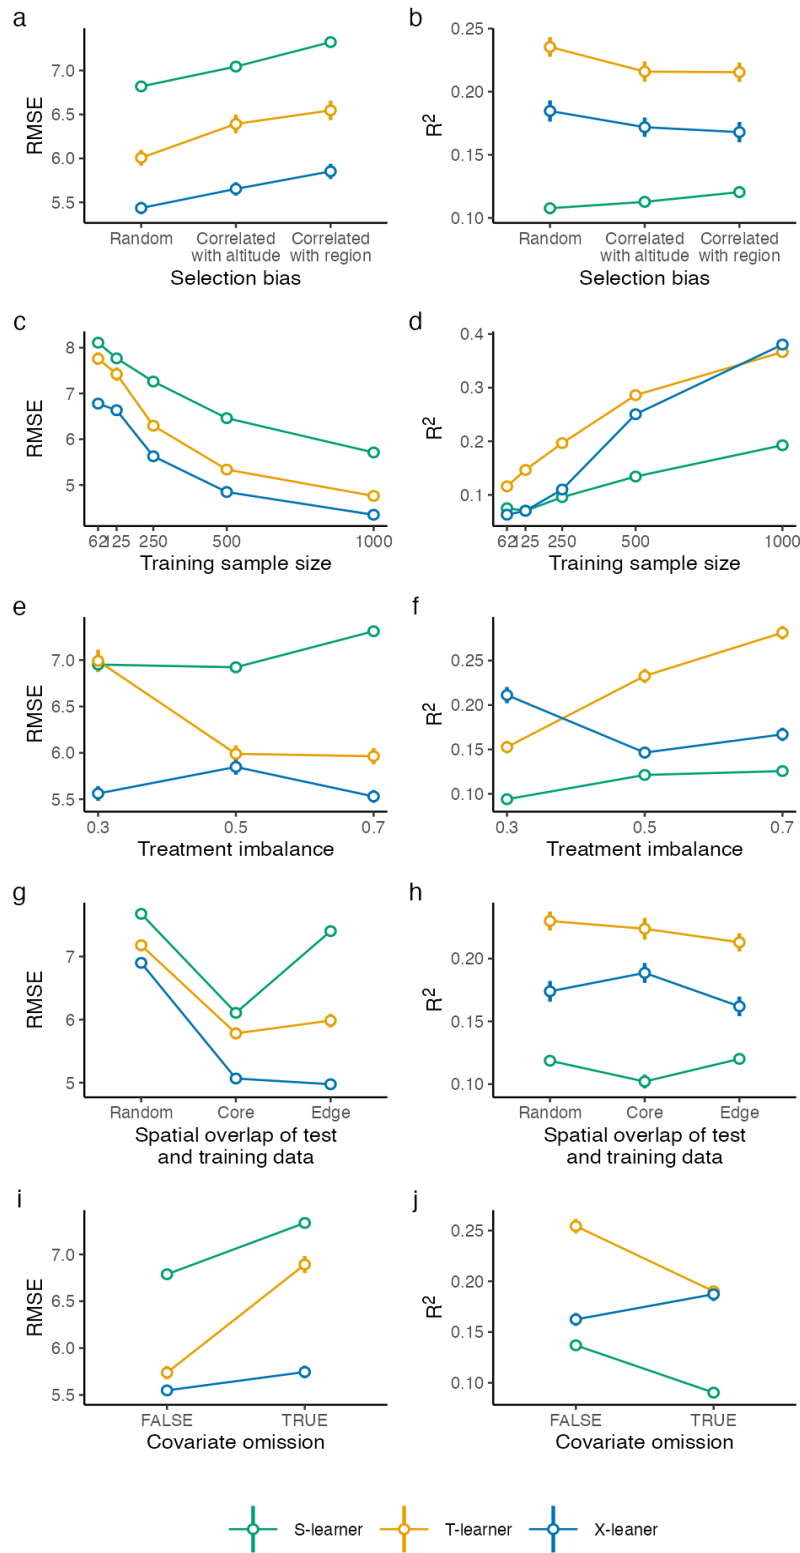 a
b
7.0
6.5
6.0
5.5
RMSE
Random
Correlated
with altitude
Correlated
with region
Selection bias
0.25
0.20
0.15
0.10
R2
Random
Correlated
with altitude
Correlated
with region
Selection bias
c
d
8
7
6
5
RMSE
62
125
250
500
1000
Training sample size
0.4
0.3
0.2
0.1
R2
62
125
250
500
1000
Training sample size
e
f
7.0
6.5
6.0
5.5
RMSE
0.3
0.5
0.7
Treatment imbalance
0.25
0.20
0.15
0.10
R2
0.3
0.5
0.7
Treatment imbalance
g
h
7
6
5
RMSE
Random
Core
Edge
Spatial overlap of test
and training data
0.20
0.15
0.10
R2
Random
Core
Edge
Spatial overlap of test
and training data
i
j
7.0
6.5
6.0
5.5
RMSE
FALSE
TRUE
Covariate omission
0.25
0.20
0.15
0.10
R2
FALSE
TRUE
Covariate omission
S-learner
T-learner
X-leaner